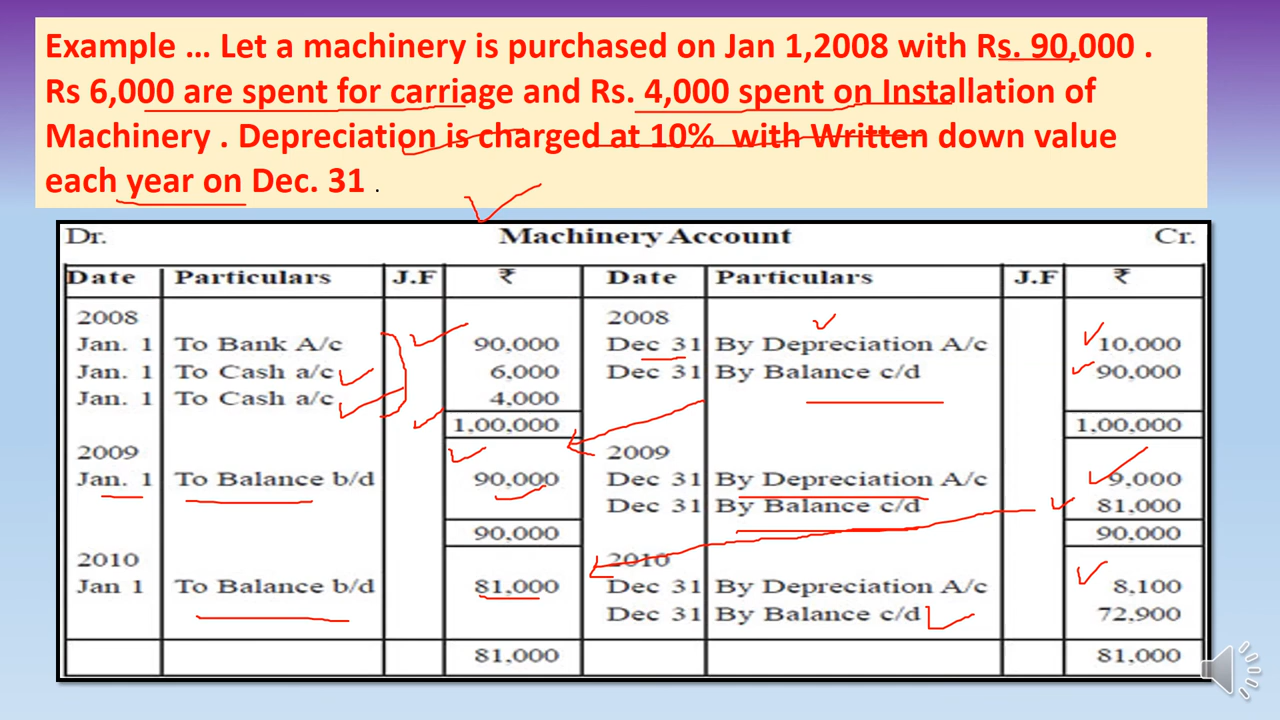 Example ... Let a machinery is purchased on Jan 1,2008 with Rs. 90,000 .
Rs 6,000 are spent for carriage and Rs. 4,000 spent on Installation of
Machinery . Depreciation is charged at 10% with Written down value
each year on Dec. 31 .
Dr. Machinery Account Cr.
Date Particulars J.F ₹ Date Particulars J.F ₹
2008 2008
Jan. 1 To Bank A/c 90,000 Dec 31 By Depreciation A/c 10,000
Jan. 1 To Cash a/c 6,000 Dec 31 By Balance c/d 90,000
Jan. 1 To Cash a/c 4,000
1,00,000 1,00,000
2009 2009
Jan. 1 To Balance b/d 90,000 Dec 31 By Depreciation A/c 9,000
Dec 31 By Balance c/d 81,000
90,000 90,000
2010 2010
Jan 1 To Balance b/d 81,000 Dec 31 By Depreciation A/c 8,100
Dec 31 By Balance c/d 72,900
81,000 81,000